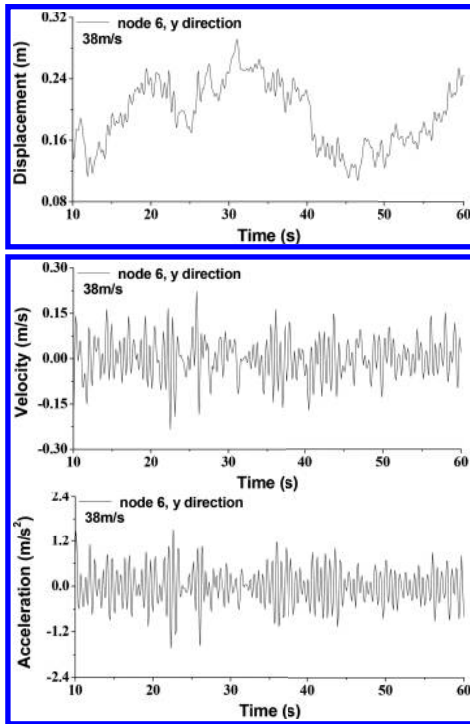 0.32
node 6, y direction
38m/s
0.24
0.16
0.08
Displacement (m)
10 20 30 40 50 60
Time (s)
0.30
node 6, y direction
38m/s
0.15
0.00
-0.15
-0.30
Velocity (m/s)
10 20 30 40 50 60
Time (s)
2.4
node 6, y direction
38m/s
1.2
0.0
-1.2
-2.4
Acceleration (m/s²)
10 20 30 40 50 60
Time (s)